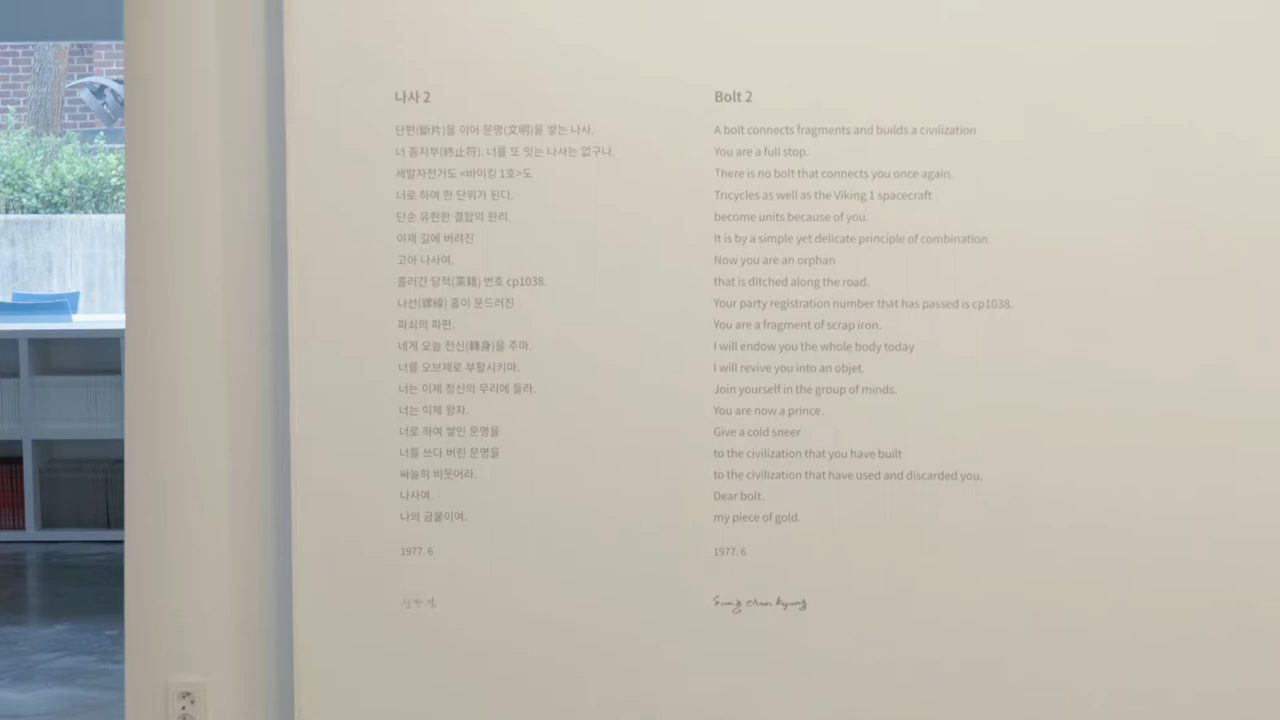 나사 2
단편(斷片)을 이어 문명(文明)을 쌓는 나사.
너 종지부(終止符). 너를 또 잇는 나사는 없구나.
세발자전거도 <바이킹 1호>도
너로 하여 한 단위가 된다.
단순 유현한 결합의 원리.
이제 길에 버려진
고아 나사여.
흘러간 당적(黨籍) 번호 cp1038.
나선(螺線) 홈이 문드러진
파쇠의 파편.
네게 오늘 전신(轉身)을 주마.
너를 오브제로 부활시키마.
너는 이제 정신의 무리에 들라.
너는 이제 왕자.
너로 하여 쌓인 문명을
너를 쓰다 버린 문명을
싸늘히 비웃어라.
나사여.
나의 금붙이여.
1977. 6
성찬경
Bolt 2
A bolt connects fragments and builds a civilization
You are a full stop.
There is no bolt that connects you once again.
Tricycles as well as the Viking 1 spacecraft
become units because of you.
It is by a simple yet delicate principle of combination.
Now you are an orphan
that is ditched along the road.
Your party registration number that has passed is cp1038.
You are a fragment of scrap iron.
I will endow you the whole body today
I will revive you into an objet.
Join yourself in the group of minds.
You are now a prince.
Give a cold sneer
to the civilization that you have built
to the civilization that have used and discarded you.
Dear bolt.
my piece of gold.
1977. 6
Sung chan kyung